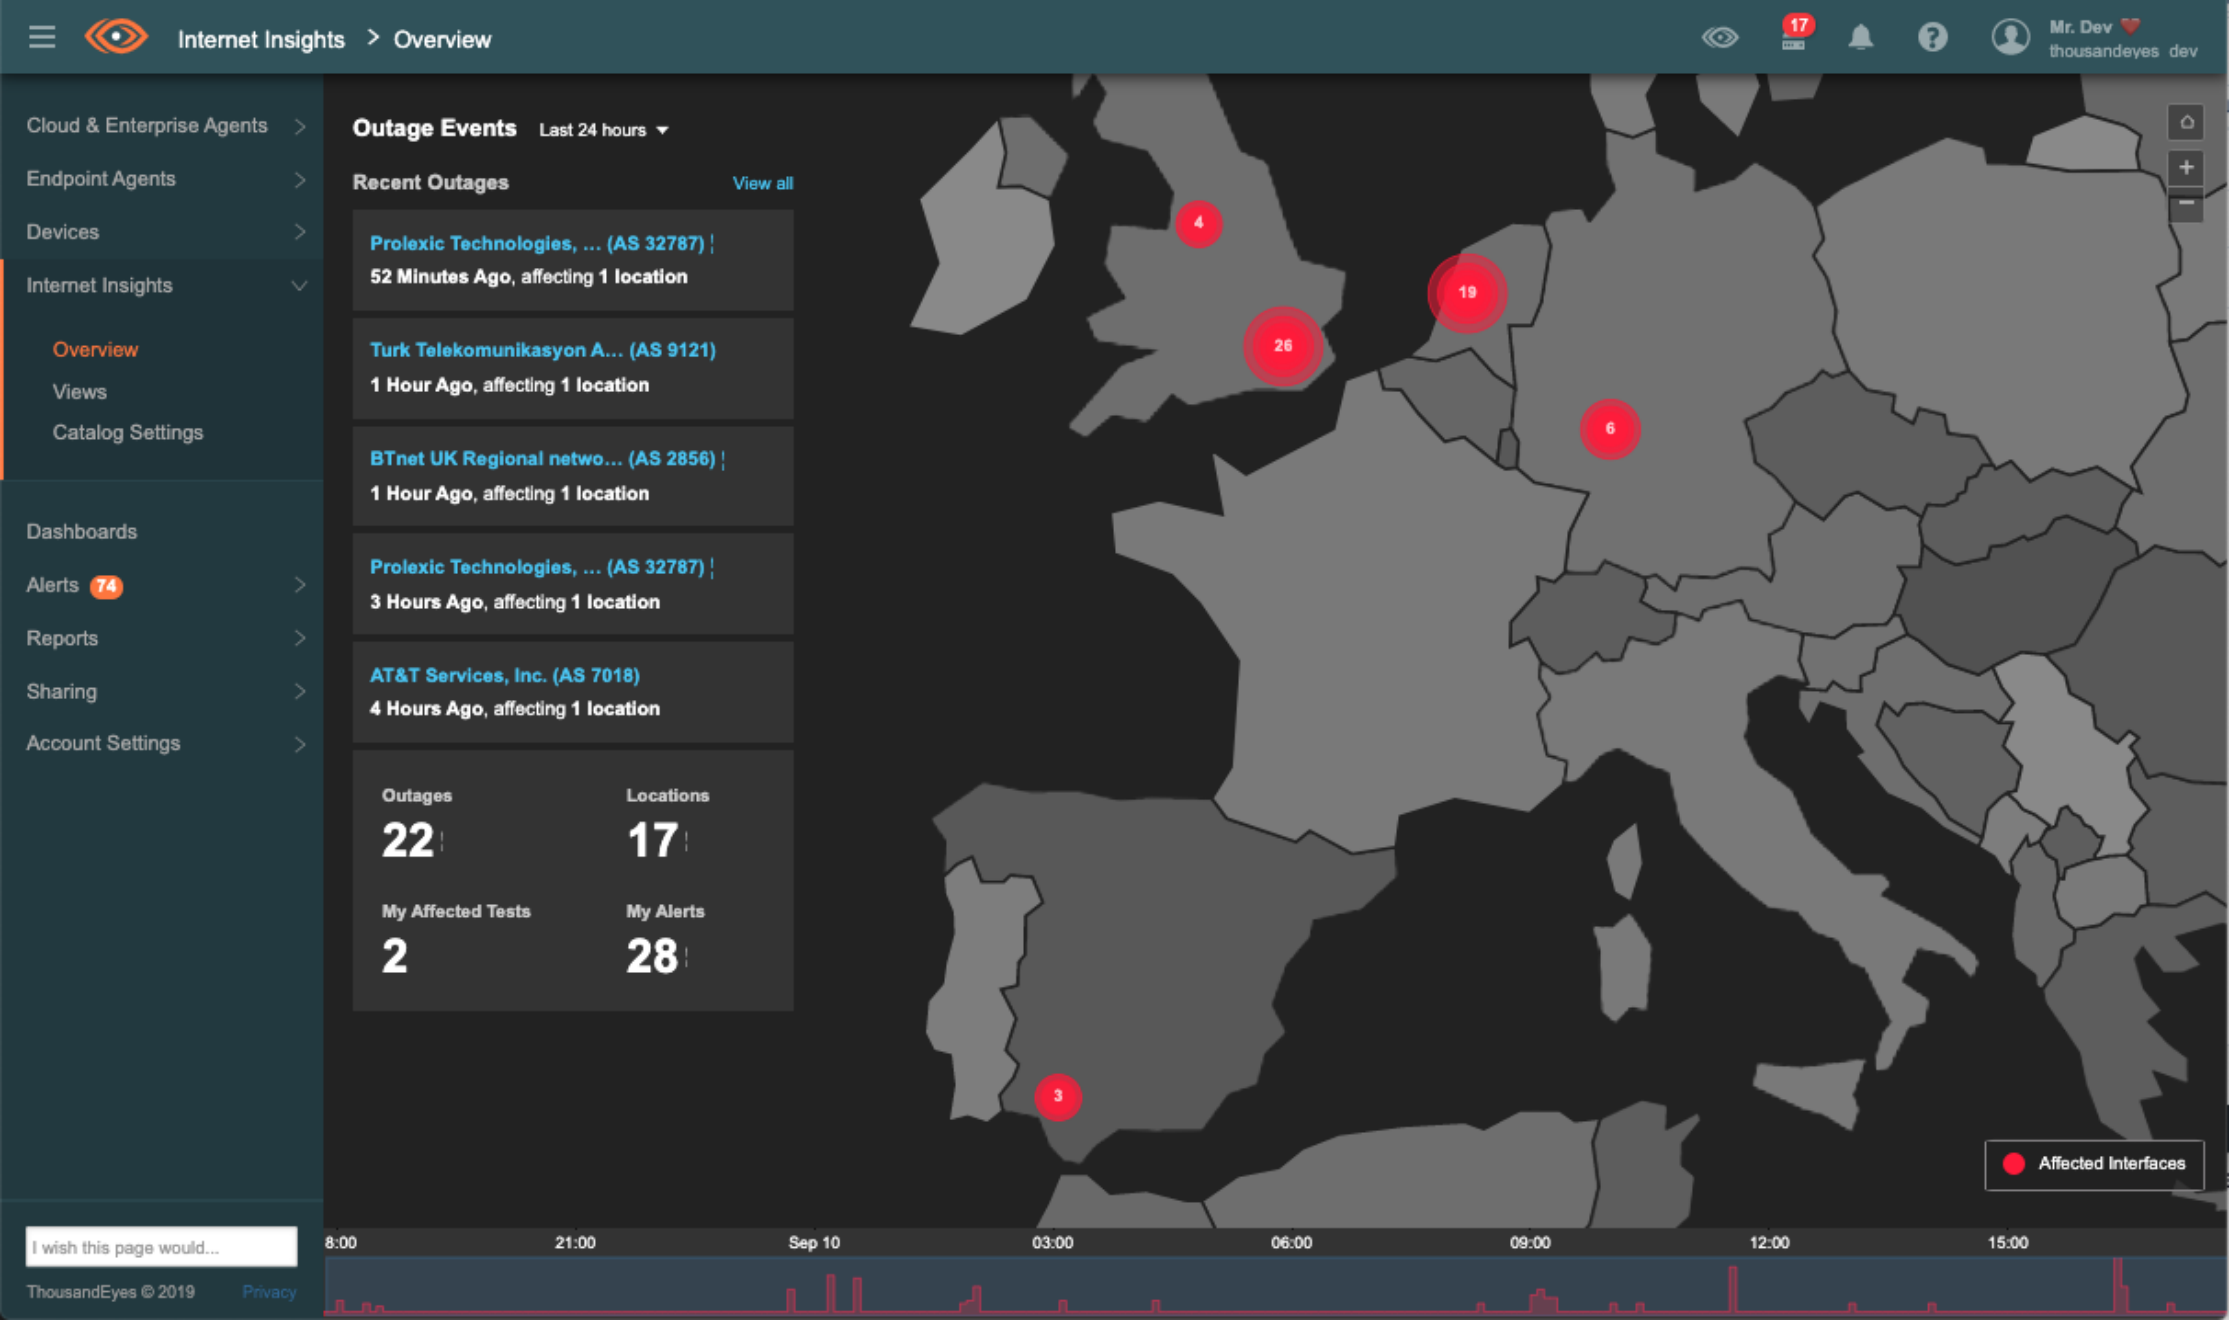 Internet Insights > Overview
17
Mr. Dev ❤️
thousandeyes dev
Cloud & Enterprise Agents
Endpoint Agents
Devices
Internet Insights
Overview
Views
Catalog Settings
Dashboards
Alerts 74
Reports
Sharing
Account Settings
I wish this page would...
ThousandEyes © 2019 Privacy
Outage Events Last 24 hours
Recent Outages View all
Prolexic Technologies, ... (AS 32787)
52 Minutes Ago, affecting 1 location
Turk Telekomunikasyon A... (AS 9121)
1 Hour Ago, affecting 1 location
BTnet UK Regional netwo... (AS 2856)
1 Hour Ago, affecting 1 location
Prolexic Technologies, ... (AS 32787)
3 Hours Ago, affecting 1 location
AT&T Services, Inc. (AS 7018)
4 Hours Ago, affecting 1 location
Outages Locations
22 17
My Affected Tests My Alerts
2 28
4
19
26
6
3
Affected Interfaces
8:00 21:00 Sep 10 03:00 06:00 09:00 12:00 15:00